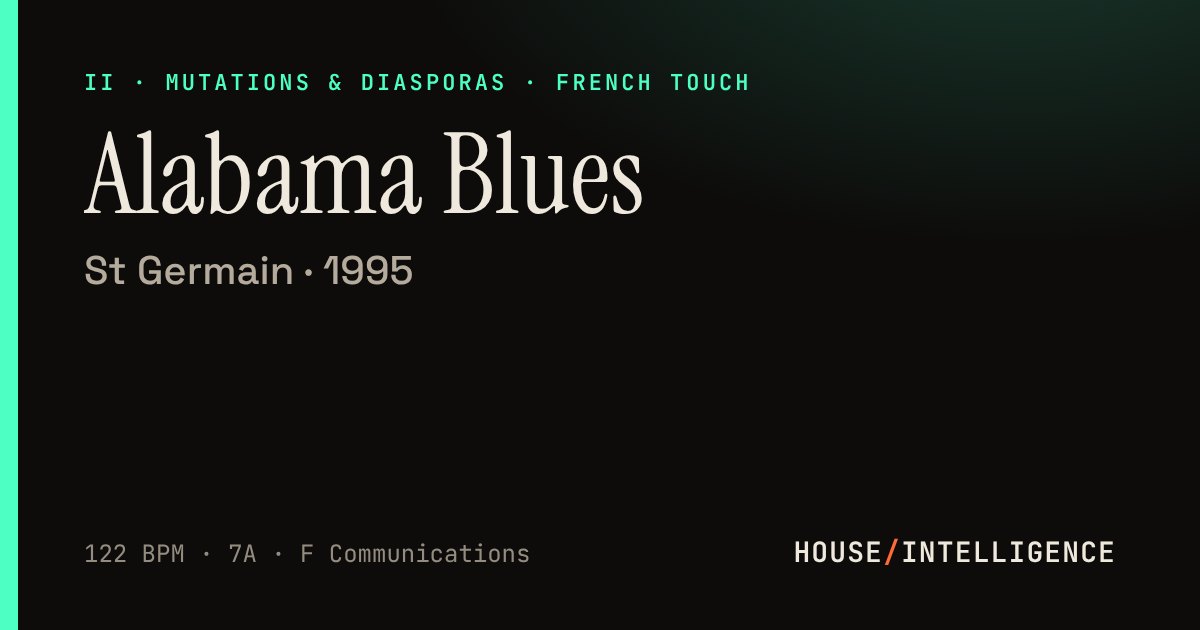 II · MUTATIONS & DIASPORAS · FRENCH TOUCH
Alabama Blues
St Germain · 1995
122 BPM · 7A · F Communications
HOUSE/INTELLIGENCE